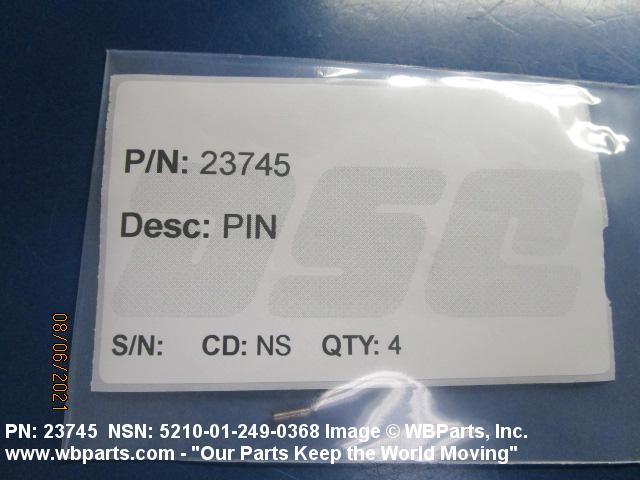 P/N: 23745
DSC
Desc: PIN
S/N: CD: NS QTY: 4
08/06/2021
PN: 23745 NSN: 5210-01-249-0368 Image © WBParts, Inc.
www.wbparts.com - "Our Parts Keep the World Moving"